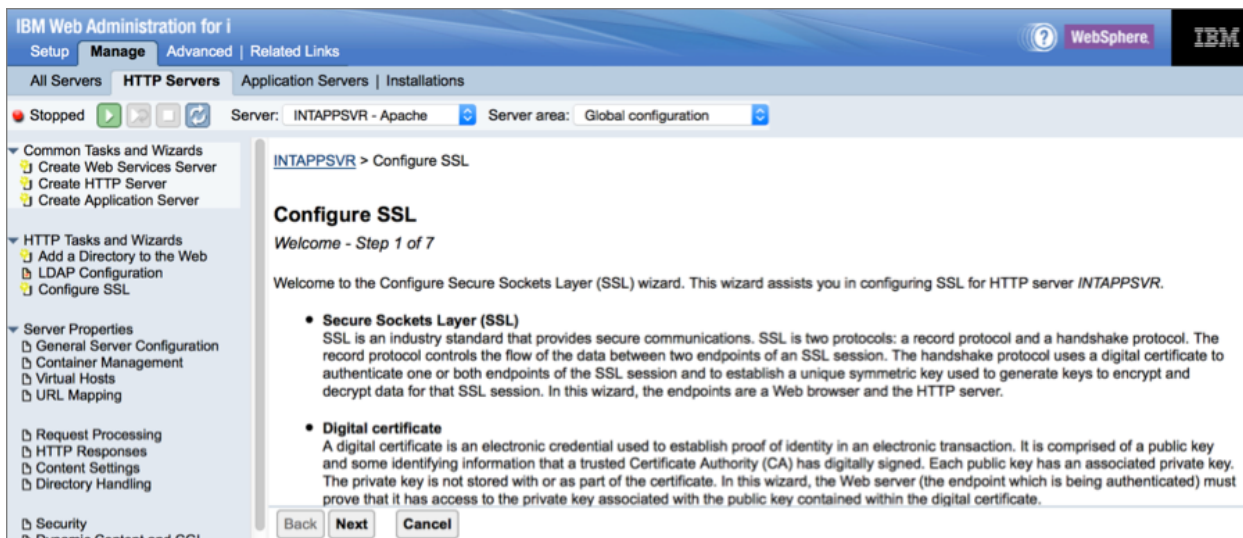 IBM Web Administration for i
Setup Manage Advanced | Related Links
WebSphere.
IBM
All Servers HTTP Servers Application Servers | Installations
Stopped Server: INTAPPSVR - Apache Server area: Global configuration
Common Tasks and Wizards
Create Web Services Server
Create HTTP Server
Create Application Server
HTTP Tasks and Wizards
Add a Directory to the Web
LDAP Configuration
Configure SSL
Server Properties
General Server Configuration
Container Management
Virtual Hosts
URL Mapping
Request Processing
HTTP Responses
Content Settings
Directory Handling
Security
Dynamic Content and CGI
INTAPPSVR > Configure SSL
Configure SSL
Welcome - Step 1 of 7
Welcome to the Configure Secure Sockets Layer (SSL) wizard. This wizard assists you in configuring SSL for HTTP server INTAPPSVR.
• Secure Sockets Layer (SSL)
SSL is an industry standard that provides secure communications. SSL is two protocols: a record protocol and a handshake protocol. The
record protocol controls the flow of the data between two endpoints of an SSL session. The handshake protocol uses a digital certificate to
authenticate one or both endpoints of the SSL session and to establish a unique symmetric key used to generate keys to encrypt and
decrypt data for that SSL session. In this wizard, the endpoints are a Web browser and the HTTP server.
• Digital certificate
A digital certificate is an electronic credential used to establish proof of identity in an electronic transaction. It is comprised of a public key
and some identifying information that a trusted Certificate Authority (CA) has digitally signed. Each public key has an associated private key.
The private key is not stored with or as part of the certificate. In this wizard, the Web server (the endpoint which is being authenticated) must
prove that it has access to the private key associated with the public key contained within the digital certificate.
Back Next Cancel